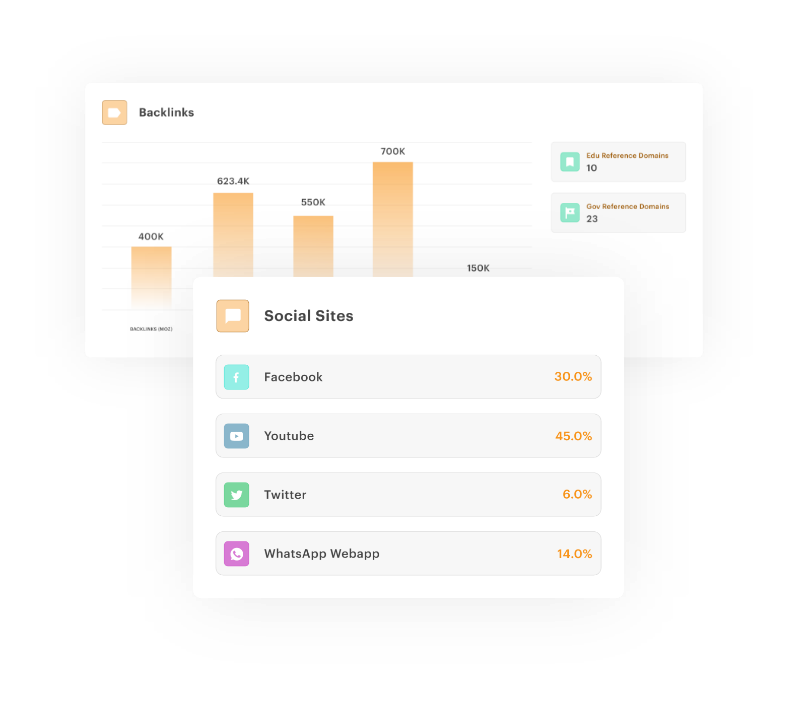 Backlinks
700K
623.4K
550K
400K
150K
BACKLINKS (MOZ)
Edu Reference Domains
10
Gov Reference Domains
23
Social Sites
Facebook 30.0%
Youtube 45.0%
Twitter 6.0%
WhatsApp Webapp 14.0%